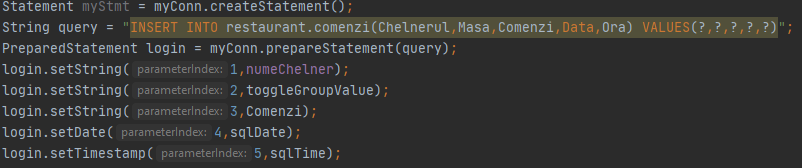 Statement myStmt = myConn.createStatement();
String query = "INSERT INTO restaurant.comenzi(Chelnerul,Masa,Comenzi,Data,Ora) VALUES(?,?,?,?,?)";
PreparedStatement login = myConn.prepareStatement(query);
login.setString( parameterIndex: 1,numeChelner);
login.setString( parameterIndex: 2,toggleGroupValue);
login.setString( parameterIndex: 3,Comenzi);
login.setDate( parameterIndex: 4,sqlDate);
login.setTimestamp( parameterIndex: 5,sqlTime);